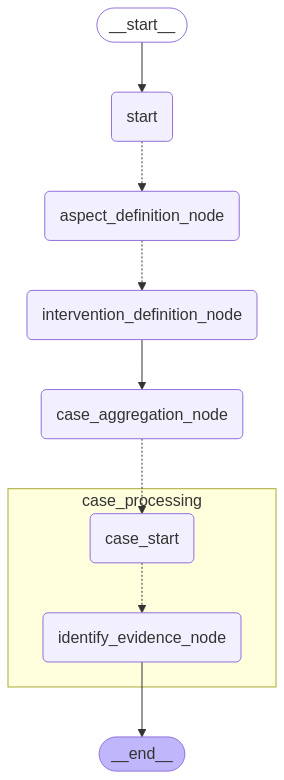 __start__
start
aspect_definition_node
intervention_definition_node
case_aggregation_node
case_processing
case_start
identify_evidence_node
__end__